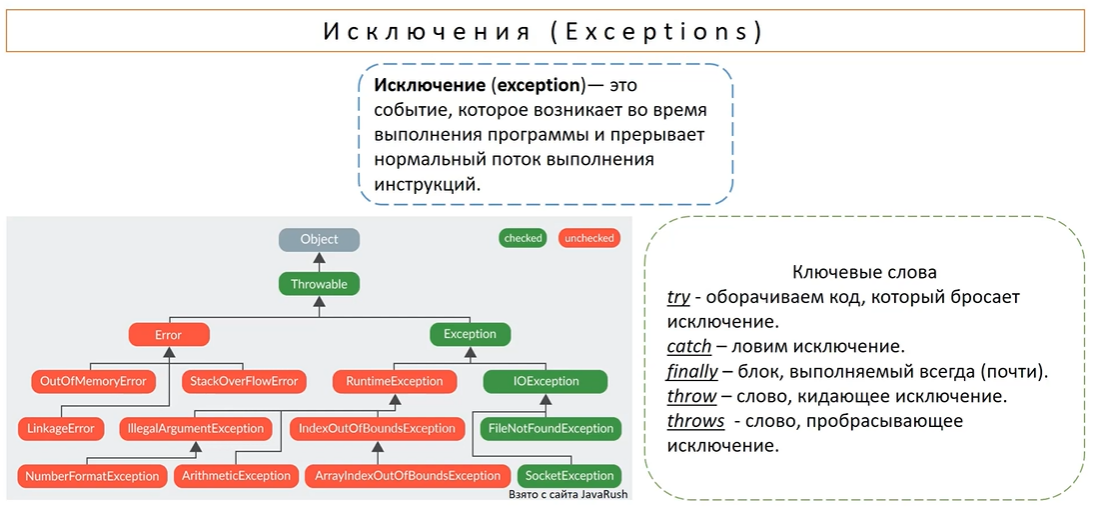 Исключения (Exceptions)
Исключение (exception)— это
событие, которое возникает во время
выполнения программы и прерывает
нормальный поток выполнения
инструкций.
Object
checked
unchecked
Throwable
Error
Exception
OutOfMemoryError
StackOverFlowError
RuntimeException
IOException
LinkageError
IllegalArgumentException
IndexOutOfBoundsException
FileNotFoundException
NumberFormatException
ArithmeticException
ArrayIndexOutOfBoundsException
SocketException
Взято с сайта JavaRush
Ключевые слова
try - оборачиваем код, который бросает
исключение.
catch – ловим исключение.
finally – блок, выполняемый всегда (почти).
throw – слово, кидающее исключение.
throws - слово, пробрасывающее
исключение.